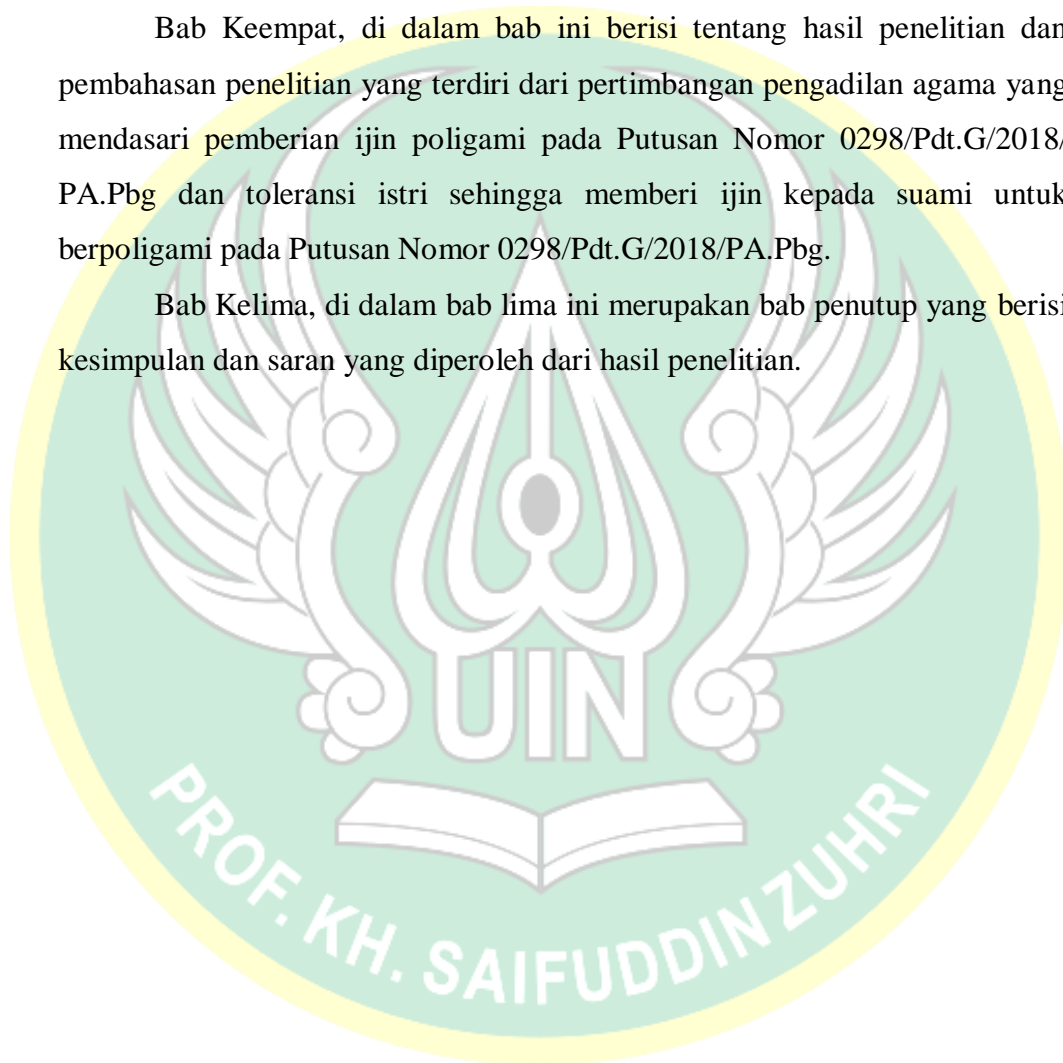 Bab Keempat, di dalam bab ini berisi tentang hasil penelitian dan
pembahasan penelitian yang terdiri dari pertimbangan pengadilan agama yang
mendasari pemberian ijin poligami pada Putusan Nomor 0298/Pdt.G/2018/
PA.Pbg dan toleransi istri sehingga memberi ijin kepada suami untuk
berpoligami pada Putusan Nomor 0298/Pdt.G/2018/PA.Pbg.
Bab Kelima, di dalam bab lima ini merupakan bab penutup yang berisi
kesimpulan dan saran yang diperoleh dari hasil penelitian.
UIN
PROF. KH. SAIFUDDIN ZUHRI